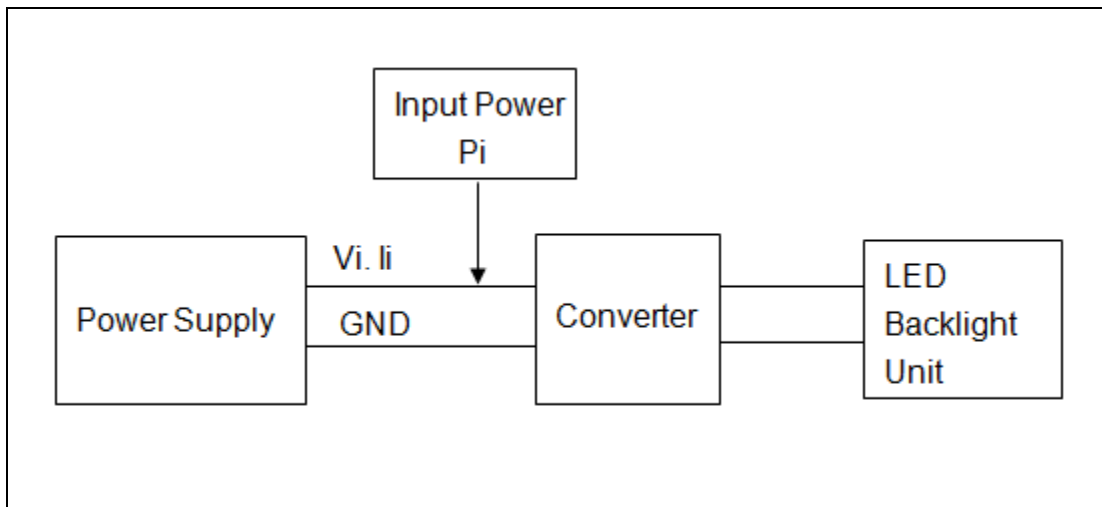 Input Power
Pi
Vi. Ii
Power Supply
GND
Converter
LED
Backlight
Unit